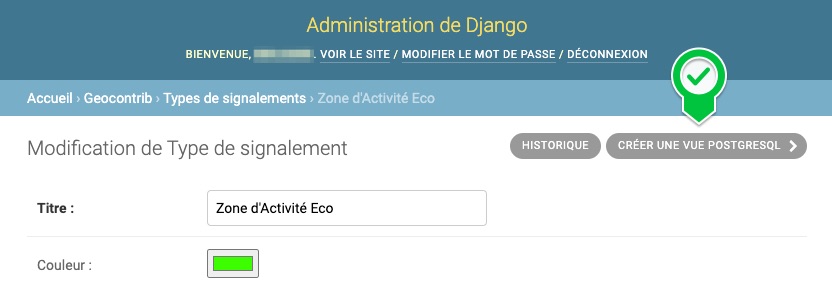 Administration de Django
BIENVENUE, . VOIR LE SITE / MODIFIER LE MOT DE PASSE / DÉCONNEXION
Accueil › Geocontrib › Types de signalements › Zone d'Activité Eco
Modification de Type de signalement
HISTORIQUE
CRÉER UNE VUE POSTGRESQL
Titre :
Zone d'Activité Eco
Couleur :